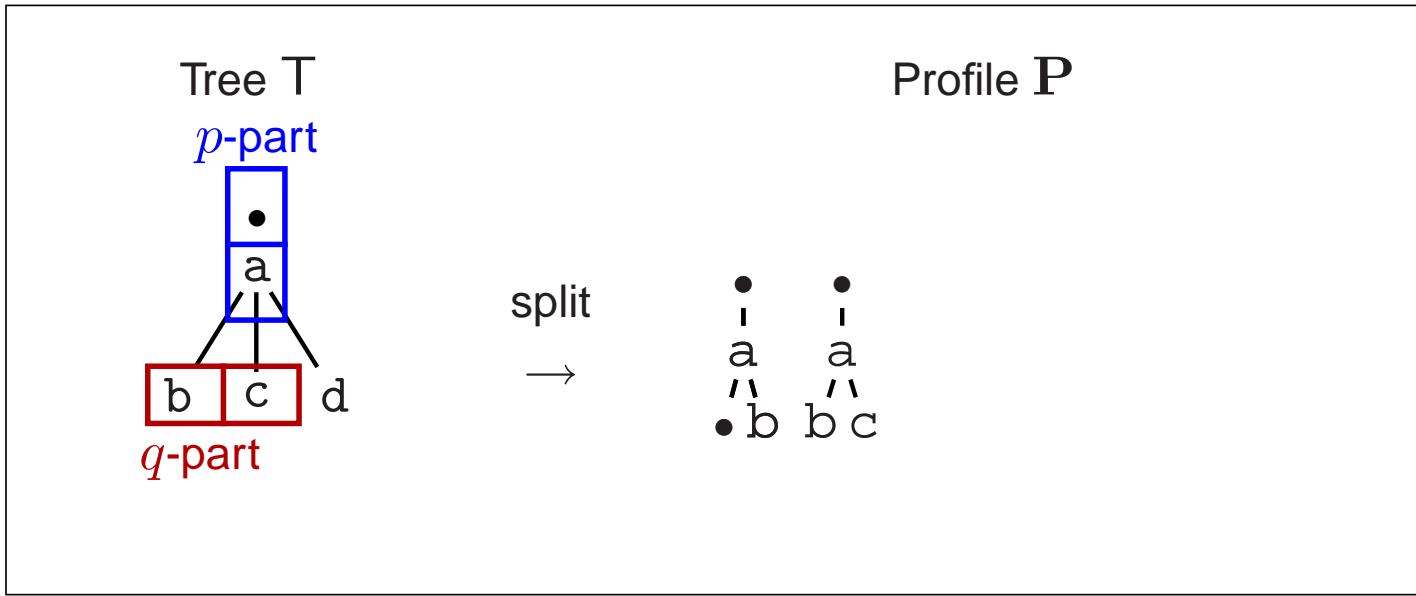 Tree T
p-part
•
a
b c d
q-part
split
→
Profile P
• •
a a
• b b c